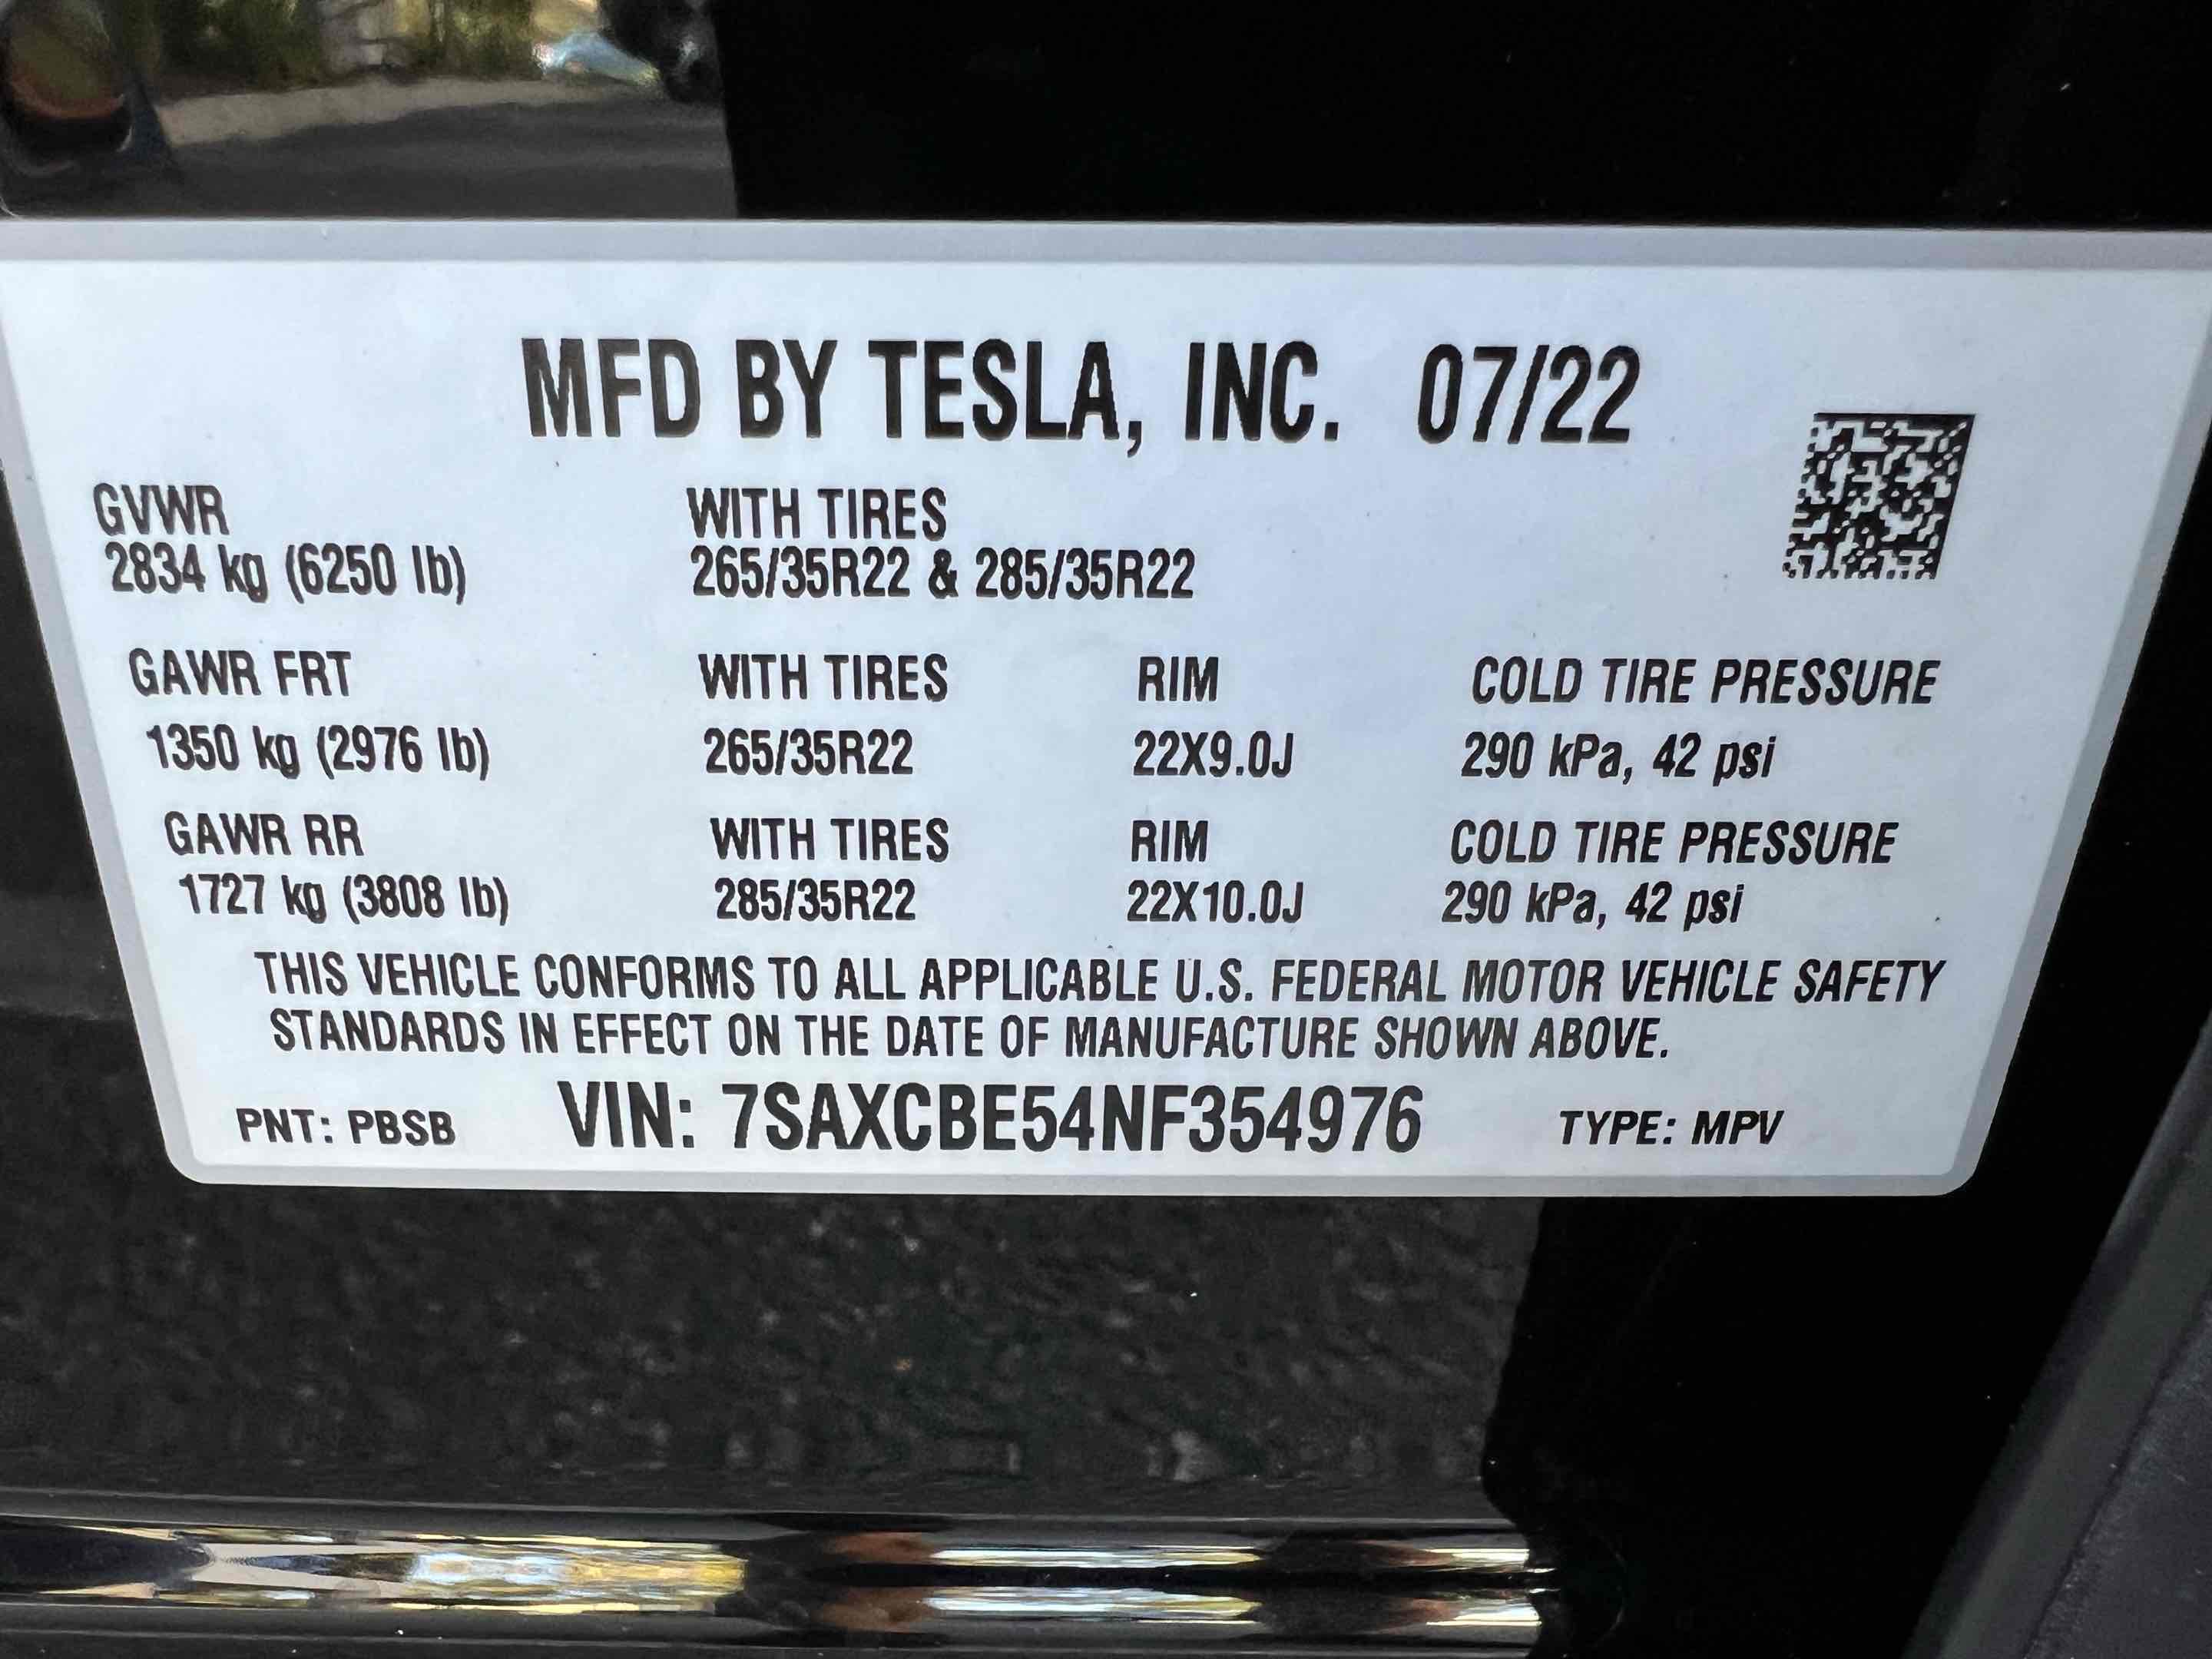 MFD BY TESLA, INC. 07/22
GVWR WITH TIRES
2834 kg (6250 lb) 265/35R22 & 285/35R22
GAWR FRT WITH TIRES RIM COLD TIRE PRESSURE
1350 kg (2976 lb) 265/35R22 22X9.0J 290 kPa, 42 psi
GAWR RR WITH TIRES RIM COLD TIRE PRESSURE
1727 kg (3808 lb) 285/35R22 22X10.0J 290 kPa, 42 psi
THIS VEHICLE CONFORMS TO ALL APPLICABLE U.S. FEDERAL MOTOR VEHICLE SAFETY
STANDARDS IN EFFECT ON THE DATE OF MANUFACTURE SHOWN ABOVE.
PNT: PBSB VIN: 7SAXCBE54NF354976 TYPE: MPV